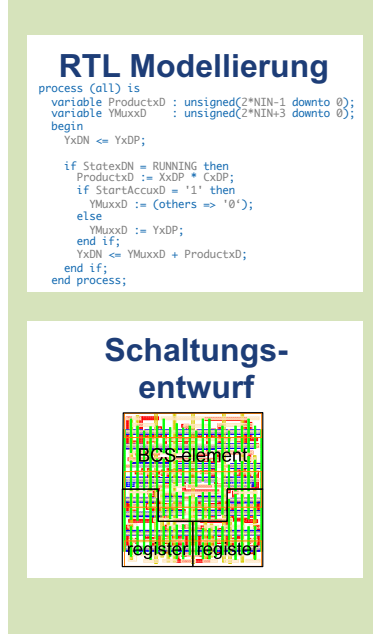 RTL Modellierung
process (all) is
variable ProductxD : unsigned(2*NIN-1 downto 0);
variable YMuxxD : unsigned(2*NIN+3 downto 0);
begin
YxDN <= YxDP;
if StatexDN = RUNNING then
ProductxD := XxDP * CxDP;
if StartAccuxD = '1' then
YMuxxD := (others => '0‘);
else
YMuxxD := YxDP;
end if;
YxDN <= YMuxxD + ProductxD;
end if;
end process;
Schaltungs-
entwurf
BCS-element
register register